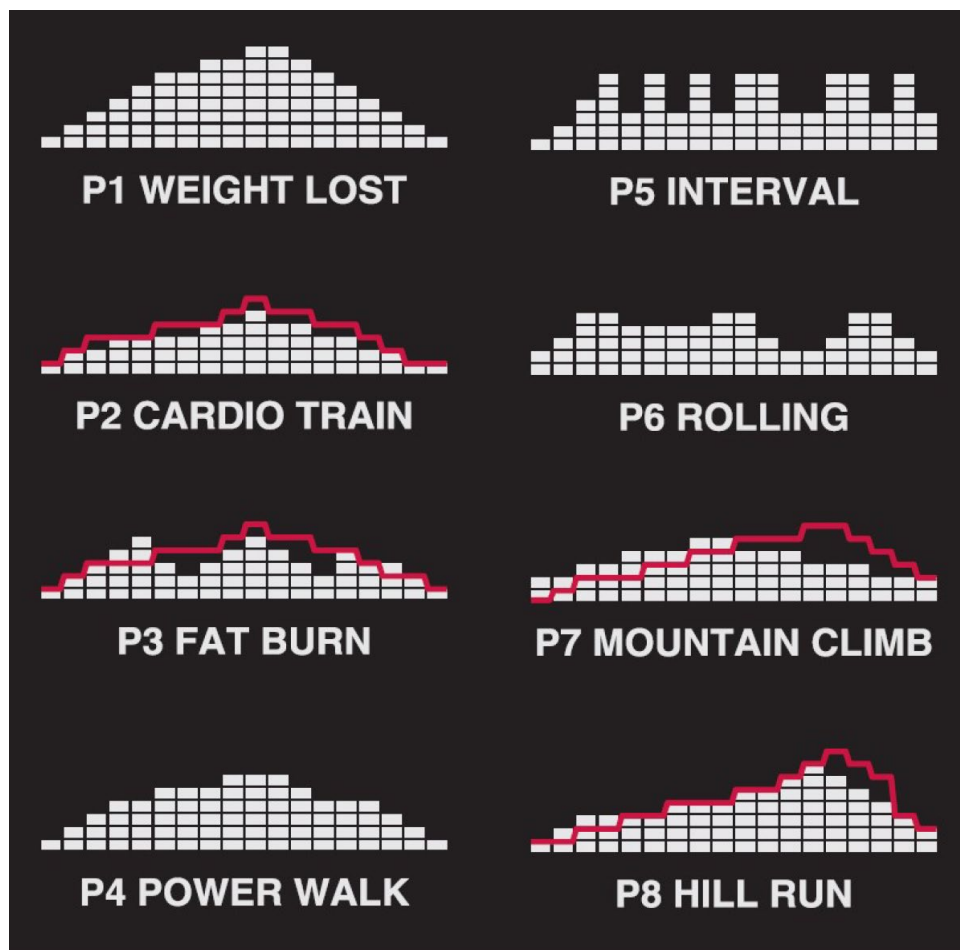 P1 WEIGHT LOST
P5 INTERVAL
P2 CARDIO TRAIN
P6 ROLLING
P3 FAT BURN
P7 MOUNTAIN CLIMB
P4 POWER WALK
P8 HILL RUN